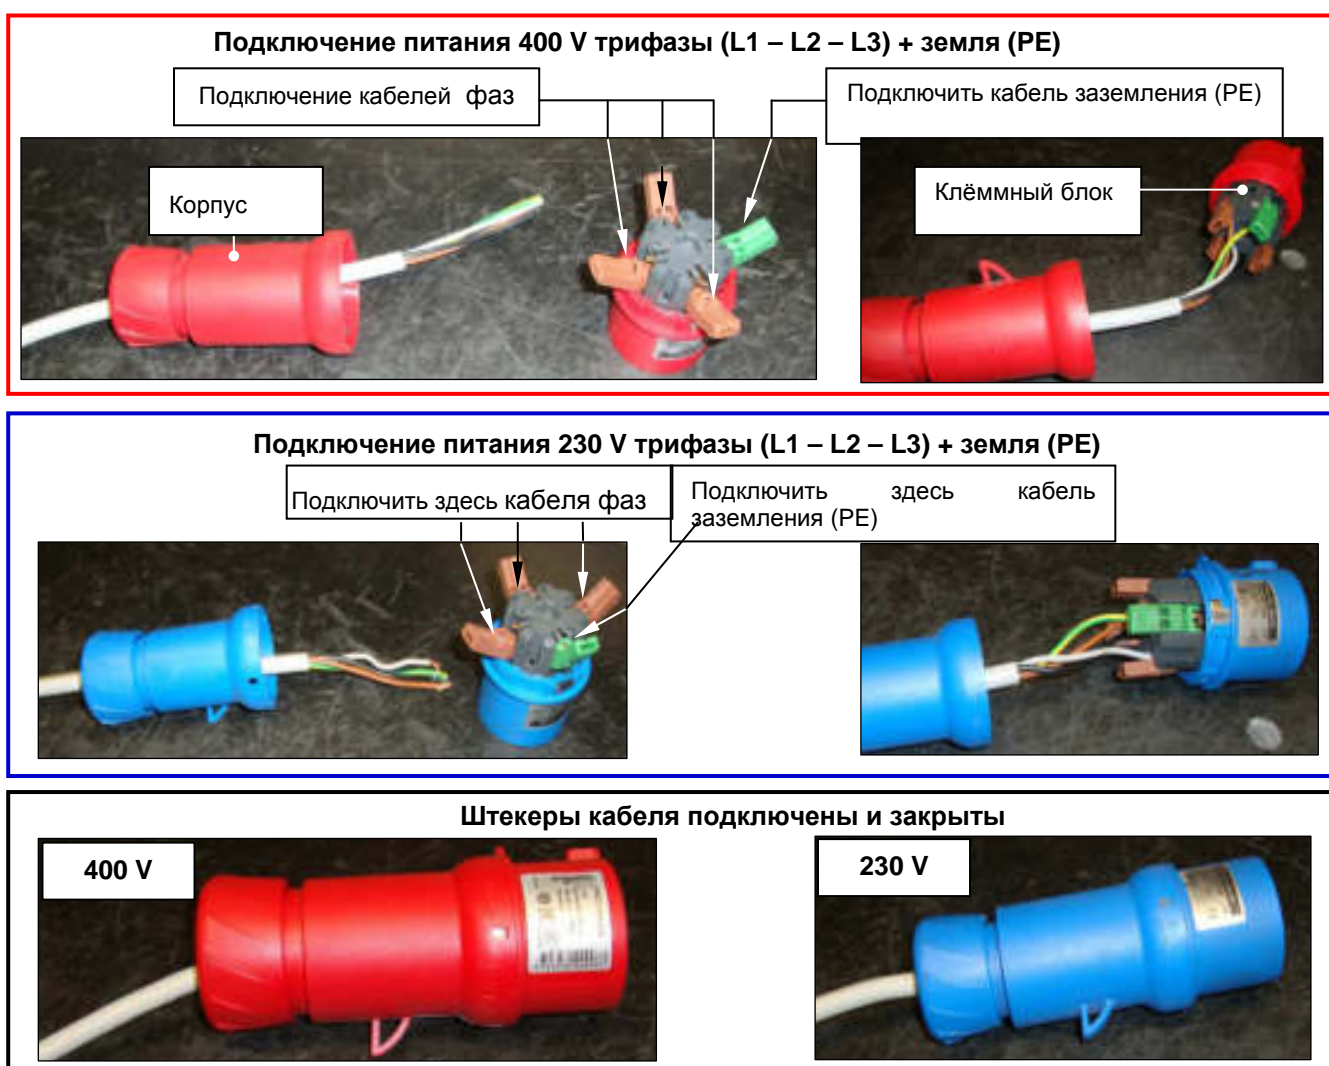 Подключение питания 400 V трифазы (L1 – L2 – L3) + земля (PE)
Подключение кабелей фаз
Подключить кабель заземления (PE)
Корпус
Клёммный блок
Подключение питания 230 V трифазы (L1 – L2 – L3) + земля (PE)
Подключить здесь кабеля фаз
Подключить здесь кабель
заземления (PE)
Штекеры кабеля подключены и закрыты
400 V
230 V